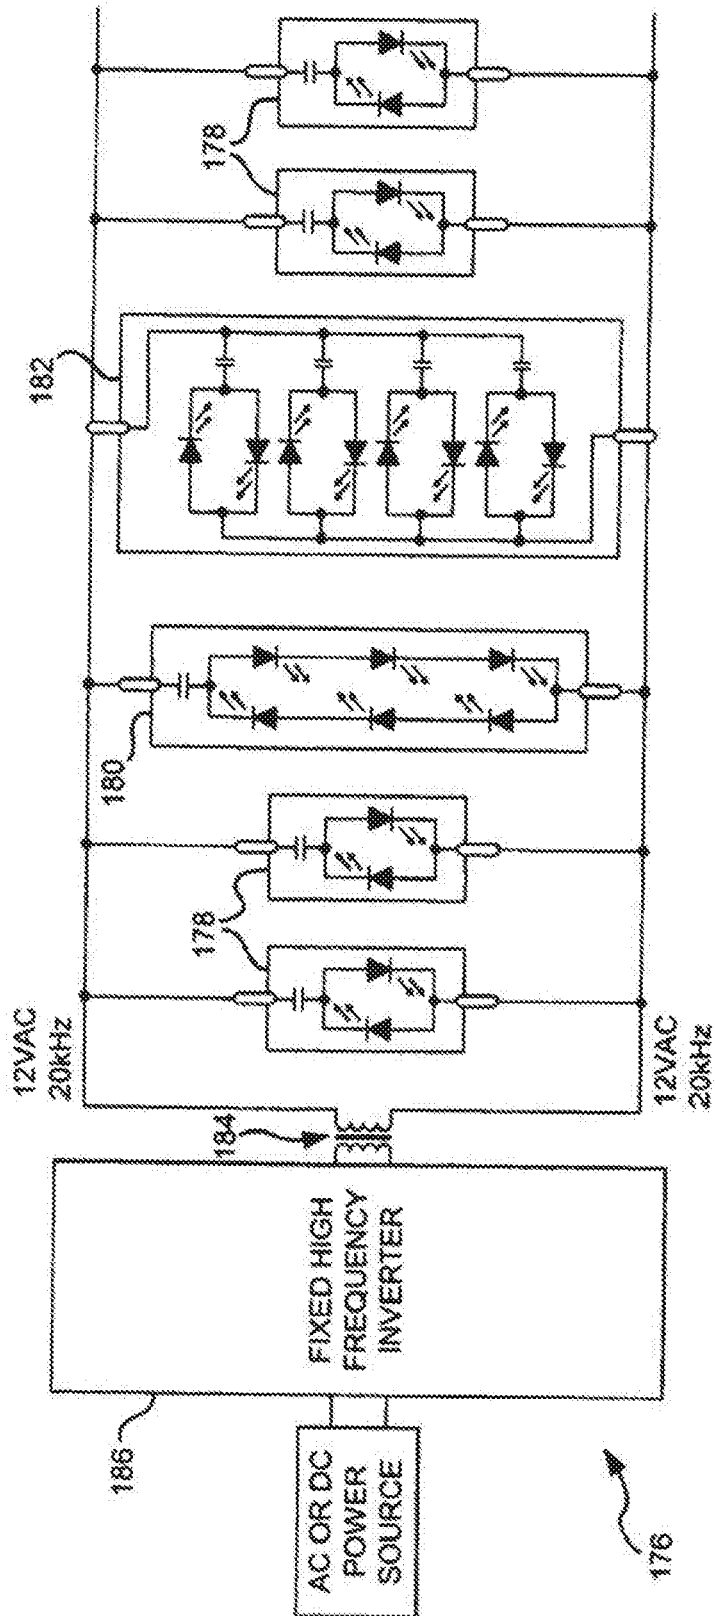 12VAC
20kHz
178
180
182
178
184
186
FIXED HIGH
FREQUENCY
INVERTER
AC OR DC
POWER
SOURCE
12VAC
20kHz
176